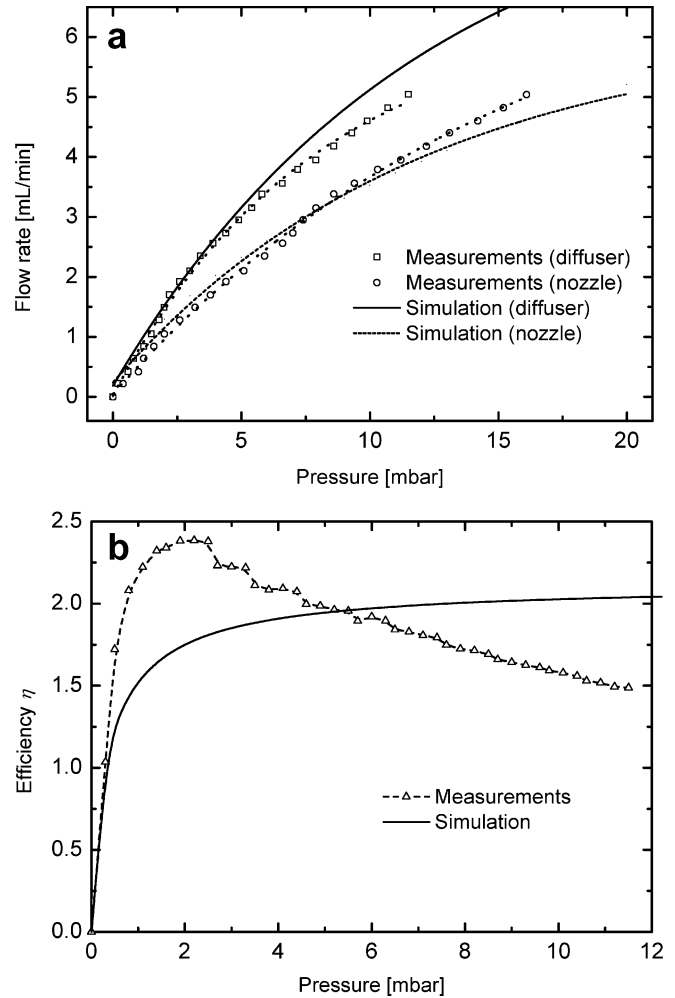 a
6
5
4
3
2
1
0
Flow rate [mL/min]
Measurements (diffuser)
Measurements (nozzle)
Simulation (diffuser)
Simulation (nozzle)
0 5 10 15 20
Pressure [mbar]
b
2.5
2.0
1.5
1.0
0.5
0.0
Efficiency η
Measurements
Simulation
0 2 4 6 8 10 12
Pressure [mbar]